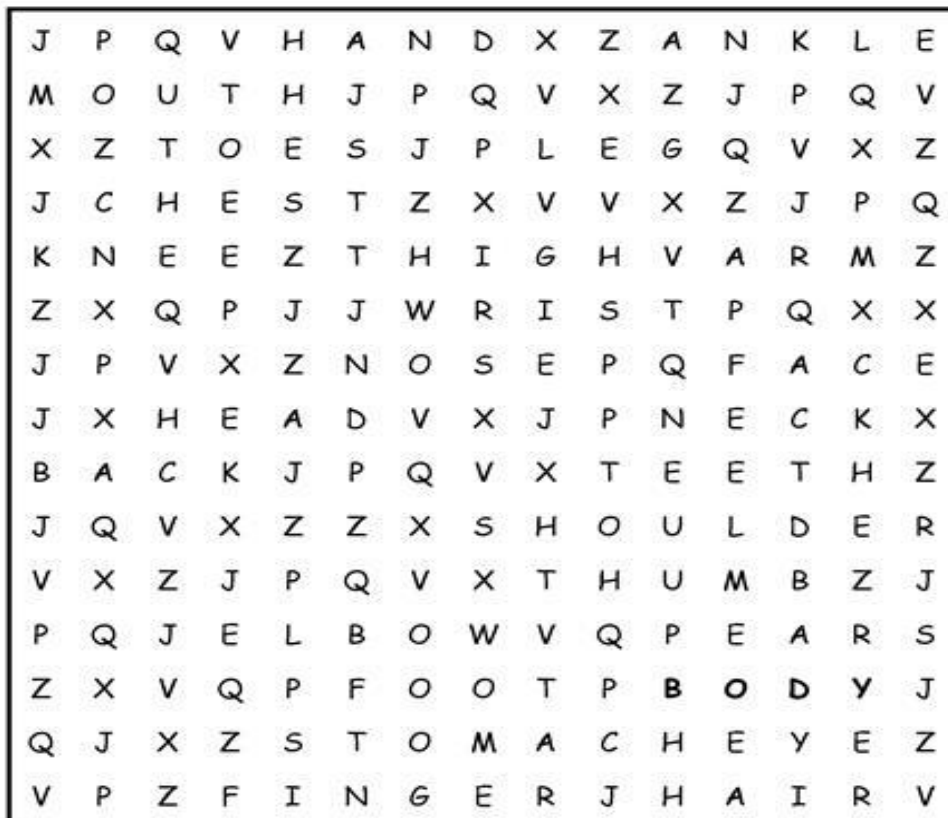 J P Q V H A N D X Z A N K L E
M O U T H J P Q V X Z J P Q V
X Z T O E S J P L E G Q V X Z
J C H E S T Z X V V X Z J P Q
K N E E Z T H I G H V A R M Z
Z X Q P J J W R I S T P Q X X
J P V X Z N O S E P Q F A C E
J X H E A D V X J P N E C K X
B A C K J P Q V X T E E T H Z
J Q V X Z Z X S H O U L D E R
V X Z J P Q V X T H U M B Z J
P Q J E L B O W V Q P E A R S
Z X V Q P F O O T P B O D Y J
Q J X Z S T O M A C H E Y E Z
V P Z F I N G E R J H A I R V